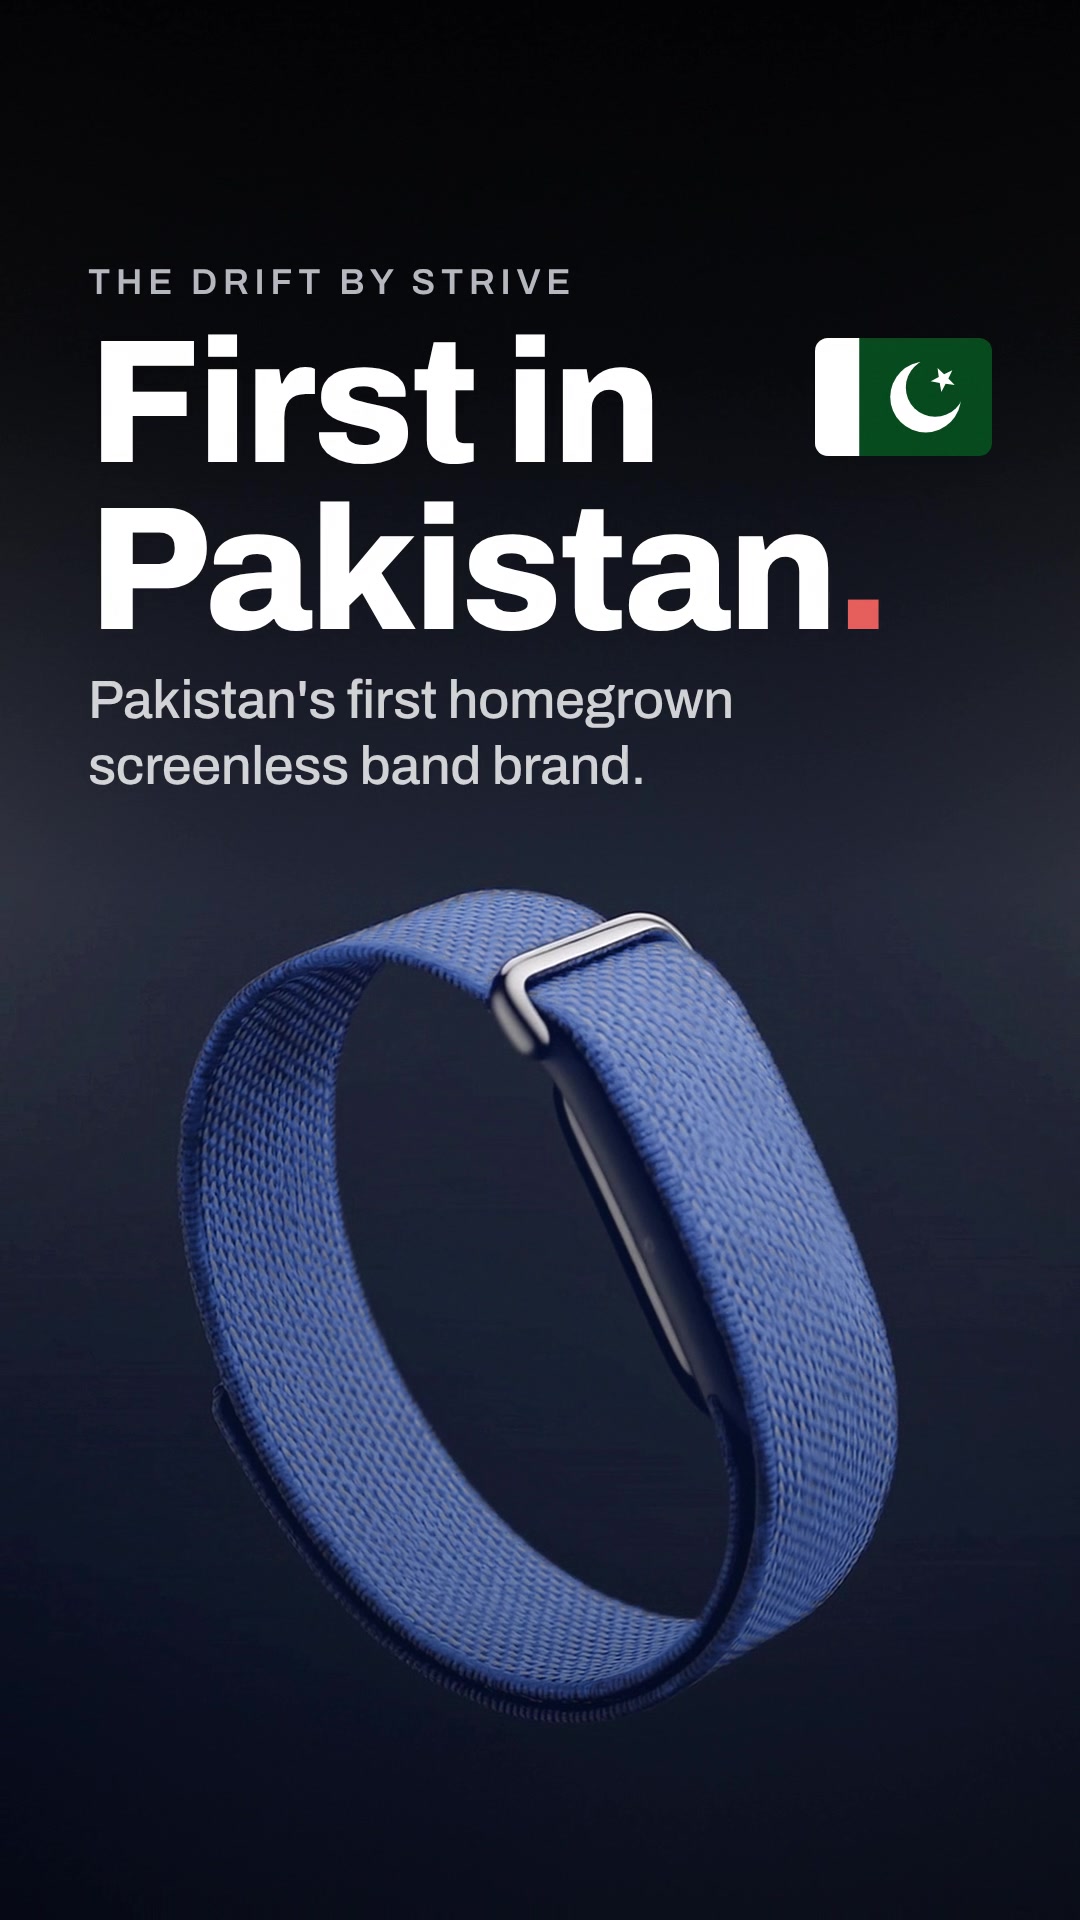 THE DRIFT BY STRIVE
First in
Pakistan.
Pakistan's first homegrown
screenless band brand.